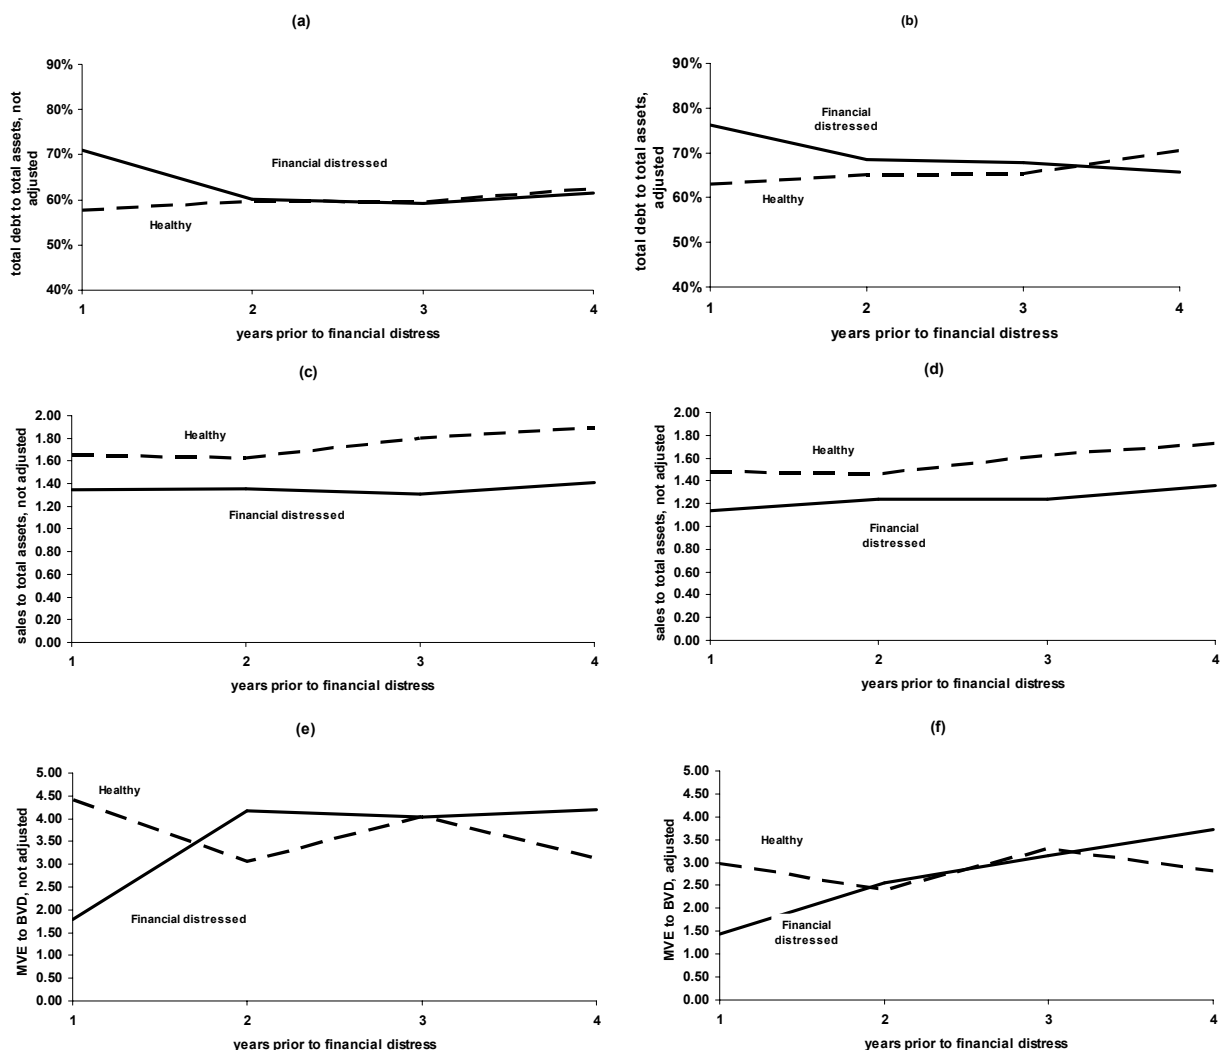 (a)
total debt to total assets, not
adjusted
90%
80%
70%
60%
50%
40%
Financial distressed
Healthy
1 2 3 4
years prior to financial distress
(b)
total debt to total assets,
adjusted
90%
80%
70%
60%
50%
40%
Financial
distressed
Healthy
1 2 3 4
years prior to financial distress
(c)
sales to total assets, not adjusted
2.00
1.80
1.60
1.40
1.20
1.00
0.80
0.60
0.40
0.20
0.00
Healthy
Financial distressed
1 2 3 4
years prior to financial distress
(d)
sales to total assets, not adjusted
2.00
1.80
1.60
1.40
1.20
1.00
0.80
0.60
0.40
0.20
0.00
Healthy
Financial
distressed
1 2 3 4
years prior to financial distress
(e)
MVE to BVD, not adjusted
5.00
4.50
4.00
3.50
3.00
2.50
2.00
1.50
1.00
0.50
0.00
Healthy
Financial distressed
1 2 3 4
years prior to financial distress
(f)
MVE to BVD, adjusted
5.00
4.50
4.00
3.50
3.00
2.50
2.00
1.50
1.00
0.50
0.00
Healthy
Financial
distressed
1 2 3 4
years prior to financial distress